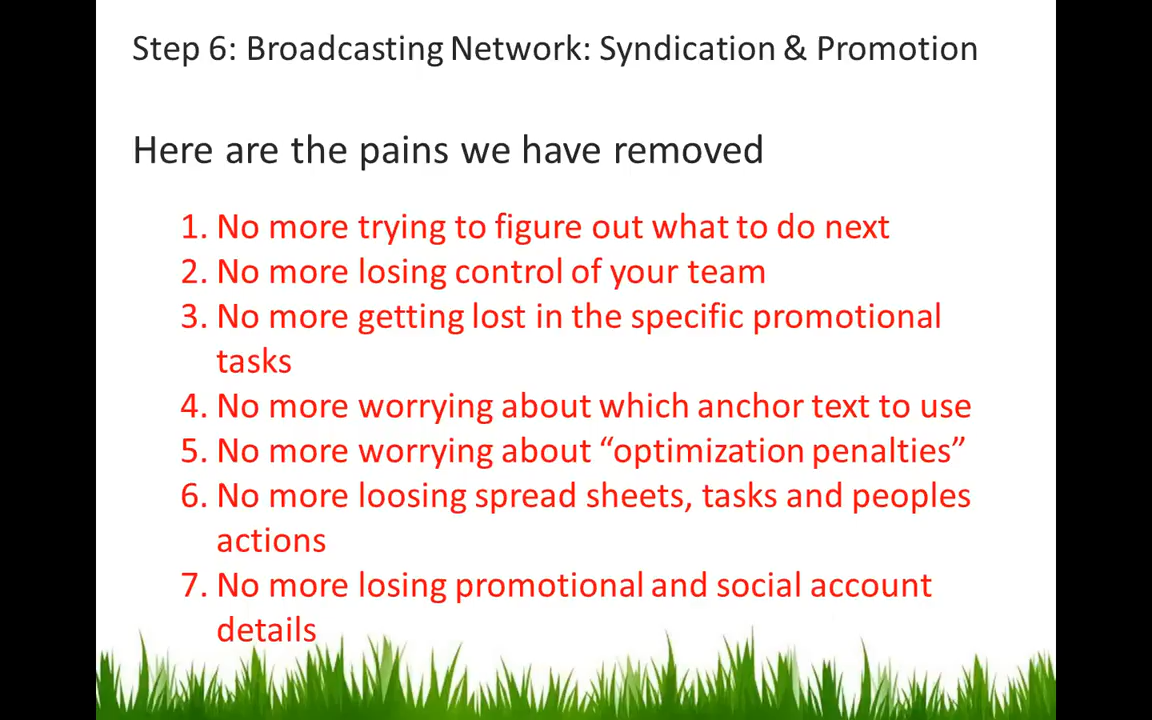 Step 6: Broadcasting Network: Syndication & Promotion
Here are the pains we have removed
1. No more trying to figure out what to do next
2. No more losing control of your team
3. No more getting lost in the specific promotional
tasks
4. No more worrying about which anchor text to use
5. No more worrying about “optimization penalties”
6. No more loosing spread sheets, tasks and peoples
actions
7. No more losing promotional and social account
details